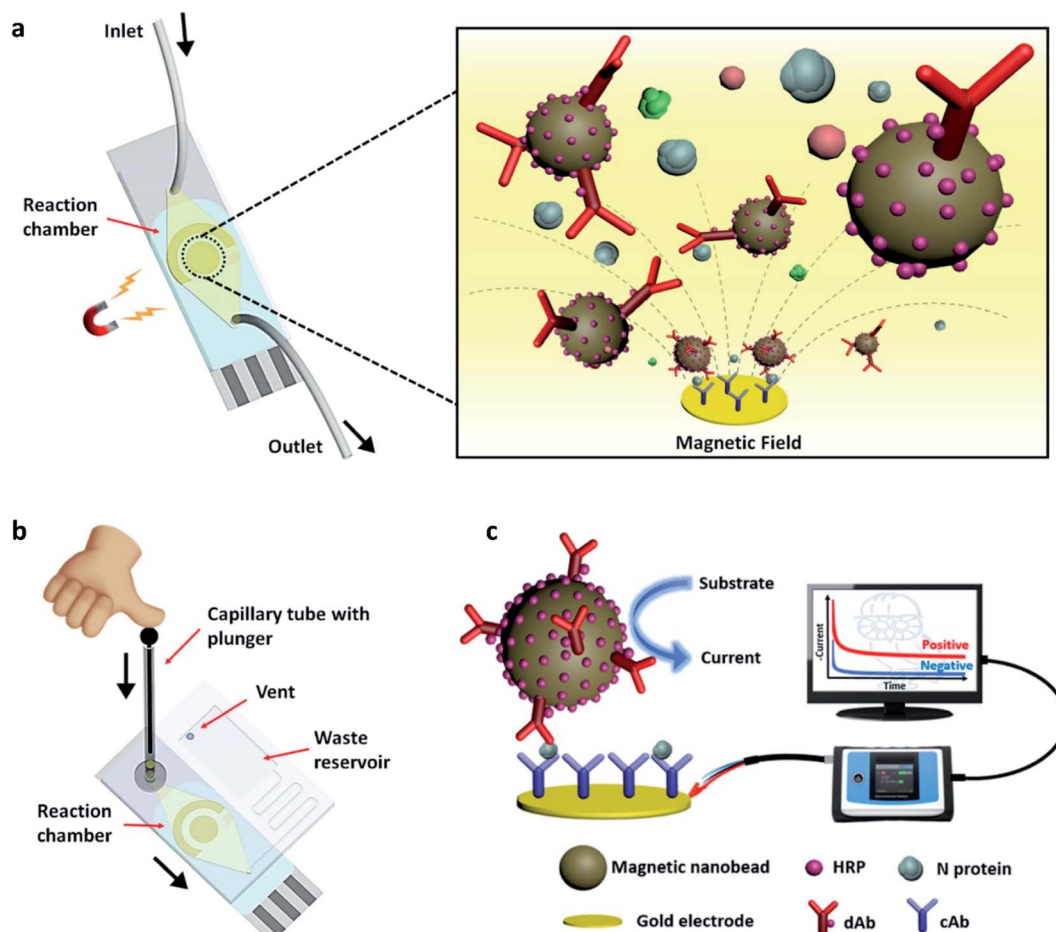 a
Inlet
Reaction
chamber
Outlet
Magnetic Field
b
Capillary tube with
plunger
Vent
Waste
reservoir
Reaction
chamber
c
Substrate
Current
-Current
Positive
Negative
Time
Magnetic nanobead
HRP
N protein
Gold electrode
dAb
cAb